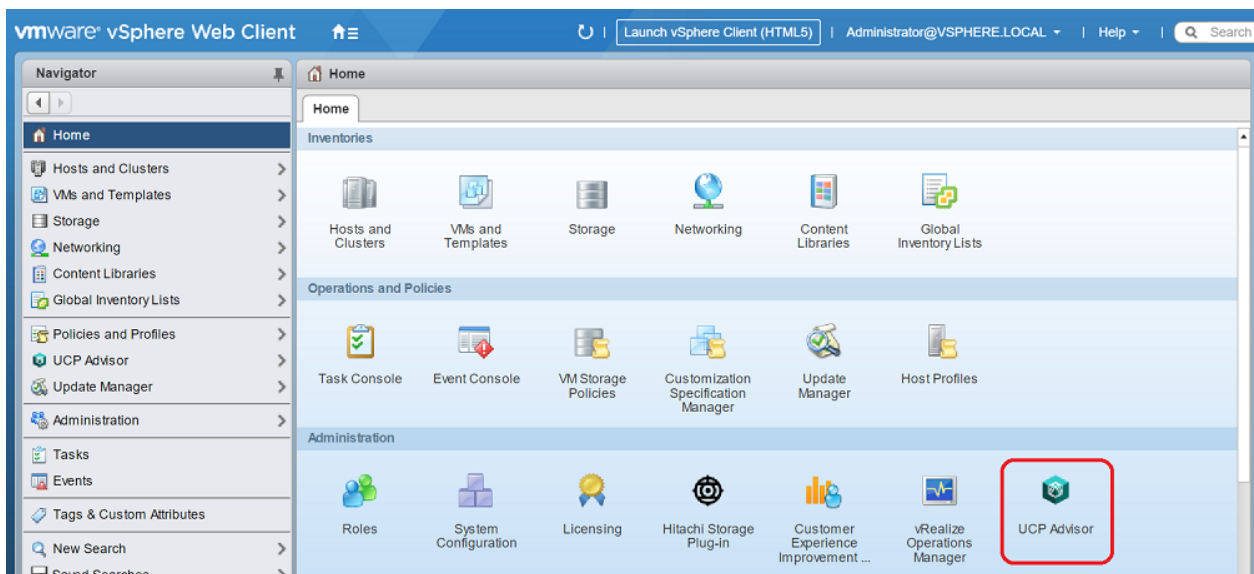 vmware® vSphere Web Client
Launch vSphere Client (HTML5)
Administrator@VSPHERE.LOCAL
Help
Search
Navigator
Home
Hosts and Clusters
VMs and Templates
Storage
Networking
Content Libraries
Global Inventory Lists
Policies and Profiles
UCP Advisor
Update Manager
Administration
Tasks
Events
Tags & Custom Attributes
New Search
Saved Searches
Home
Home
Inventories
Hosts and
Clusters
VMs and
Templates
Storage
Networking
Content
Libraries
Global
Inventory Lists
Operations and Policies
Task Console
Event Console
VM Storage
Policies
Customization
Specification
Manager
Update
Manager
Host Profiles
Administration
Roles
System
Configuration
Licensing
Hitachi Storage
Plug-in
Customer
Experience
Improvement ...
vRealize
Operations
Manager
UCP Advisor